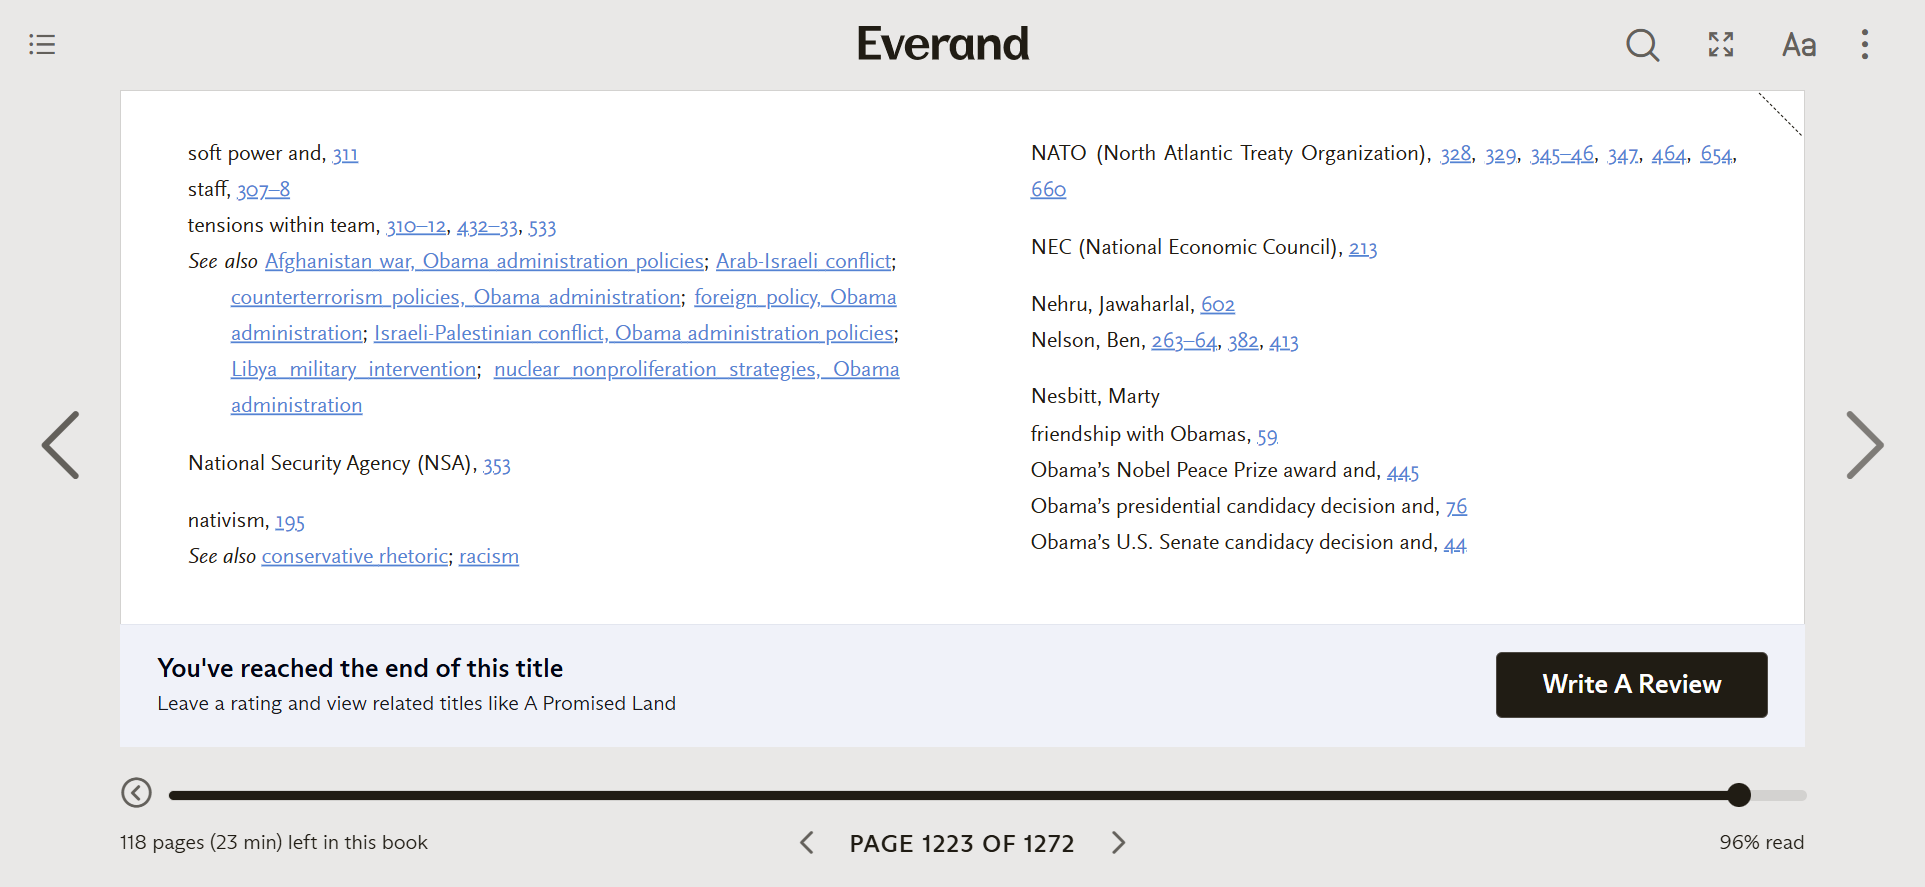 Everand
Aa
soft power and, 311
staff, 307–8
tensions within team, 310–12, 432–33, 533
See also Afghanistan war, Obama administration policies; Arab-Israeli conflict;
counterterrorism policies, Obama administration; foreign policy, Obama
administration; Israeli-Palestinian conflict, Obama administration policies;
Libya military intervention; nuclear nonproliferation strategies, Obama
administration
National Security Agency (NSA), 353
nativism, 195
See also conservative rhetoric; racism
NATO (North Atlantic Treaty Organization), 328, 329, 345–46, 347, 464, 654,
660
NEC (National Economic Council), 213
Nehru, Jawaharlal, 602
Nelson, Ben, 263–64, 382, 413
Nesbitt, Marty
friendship with Obamas, 59
Obama’s Nobel Peace Prize award and, 445
Obama’s presidential candidacy decision and, 76
Obama’s U.S. Senate candidacy decision and, 44
You've reached the end of this title
Leave a rating and view related titles like A Promised Land
Write A Review
118 pages (23 min) left in this book
PAGE 1223 OF 1272
96% read